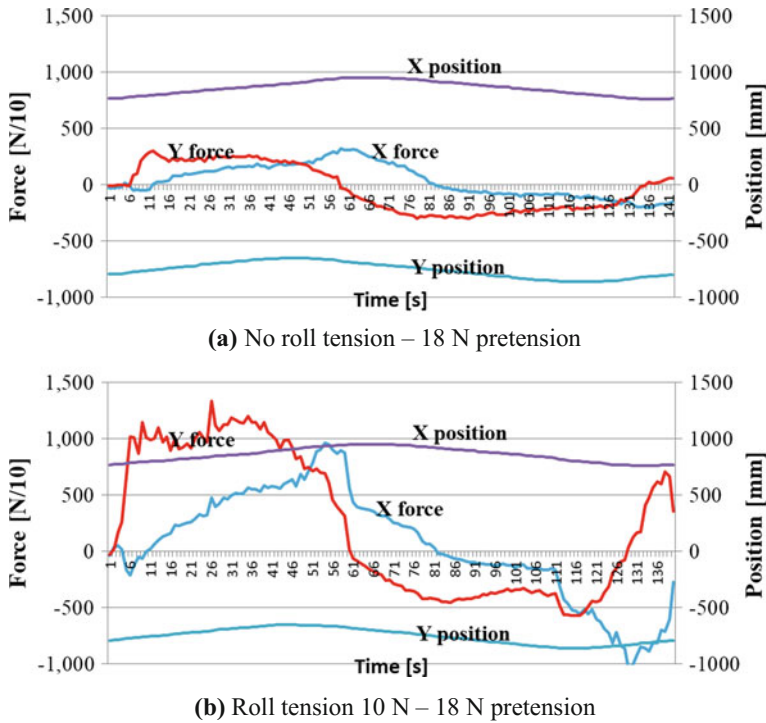 1,500 1500
1,000 1000
500 500
0 0
-500 -500
-1,000 -1000
Force [N/10]
Position [mm]
X position
Y force X force
Y position
1 6 11 16 21 26 31 36 41 46 51 56 61 66 71 76 81 86 91 96 101 106 111 116 121 126 131 136 141
Time [s]
(a) No roll tension – 18 N pretension
1,500 1500
1,000 1000
500 500
0 0
-500 -500
-1,000 -1000
Force [N/10]
Position [mm]
Y force X position
X force
1 6 11 16 21 26 31 36 41 46 51 56 61 66 71 76 81 86 91 96 101 106 111 116 121 126 131 136
Y position
Time [s]
(b) Roll tension 10 N – 18 N pretension